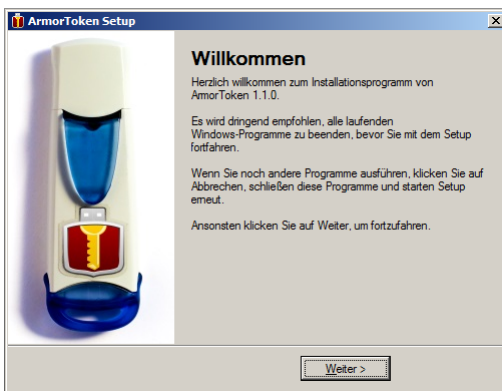 ArmorToken Setup
Willkommen
Herzlich willkommen zum Installationsprogramm von
ArmorToken 1.1.0.
Es wird dringend empfohlen, alle laufenden
Windows-Programme zu beenden, bevor Sie mit dem Setup
fortfahren.
Wenn Sie noch andere Programme ausführen, klicken Sie auf
Abbrechen, schließen diese Programme und starten Setup
erneut.
Ansonsten klicken Sie auf Weiter, um fortzufahren.
Weiter >